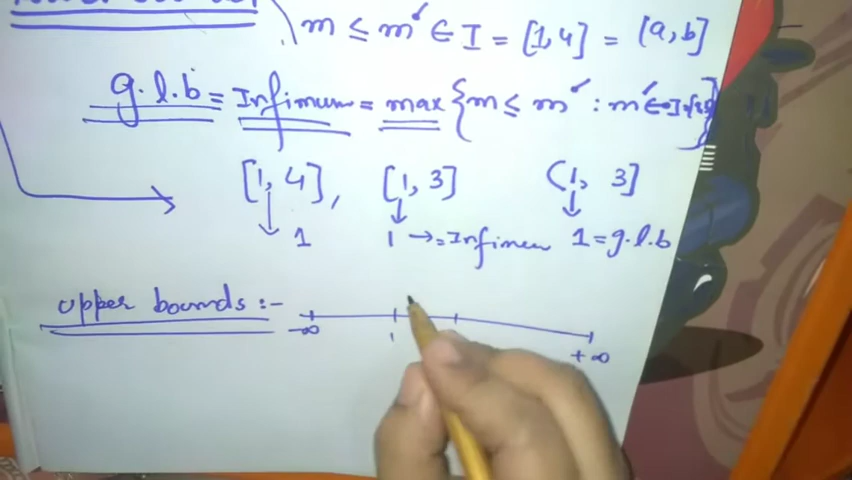 m ≤ m' ∈ I = [1,4] = [a,b]
g.l.b = Infimum = max {m ≤ m' : m' ∈ I
[1, 4], [1, 3] (1, 3]
1 1 →= Infimum 1 = g.l.b
Upper bounds :-
-∞ 1 +∞